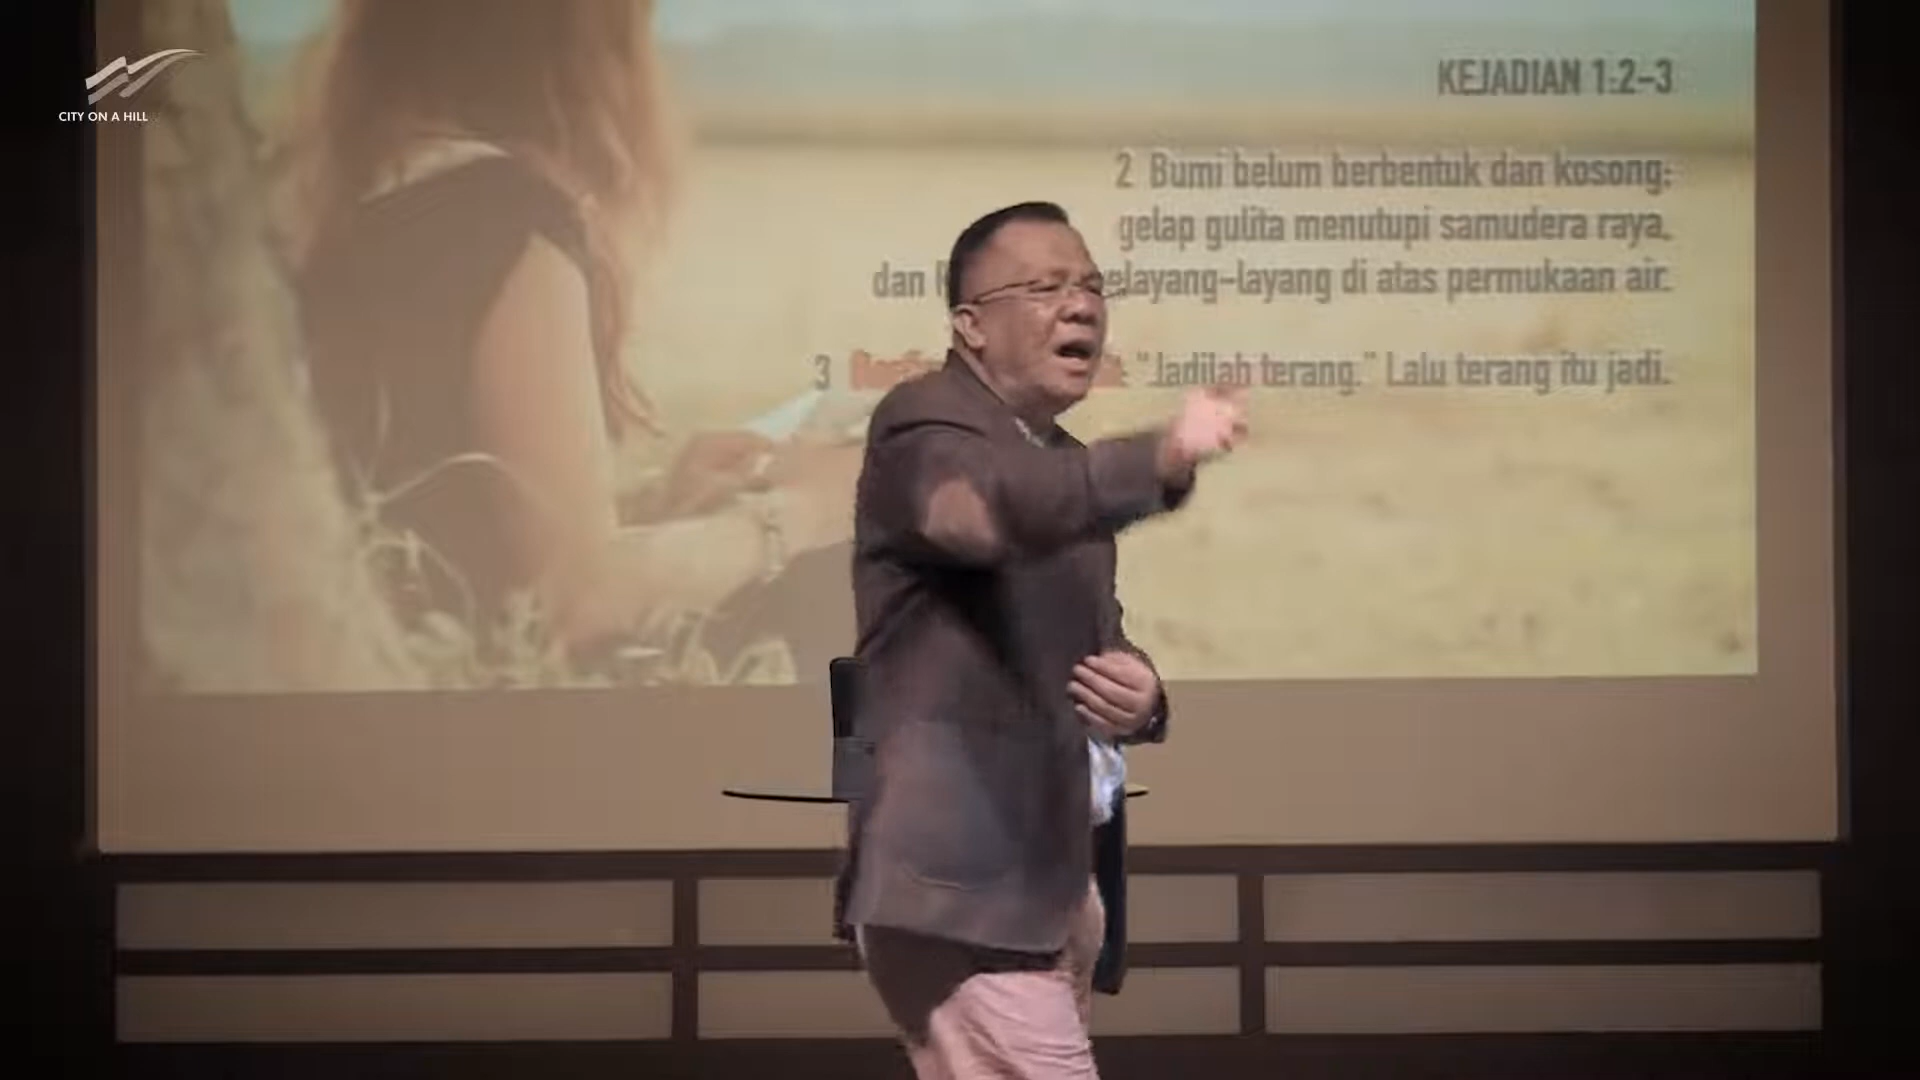 CITY ON A HILL
KEJADIAN 1:2-3
2 Bumi belum berbentuk dan kosong;
gelap gulita menutupi samudera raya,
dan elayang-layang di atas permukaan air.
3 "Jadilah terang." Lalu terang itu jadi.